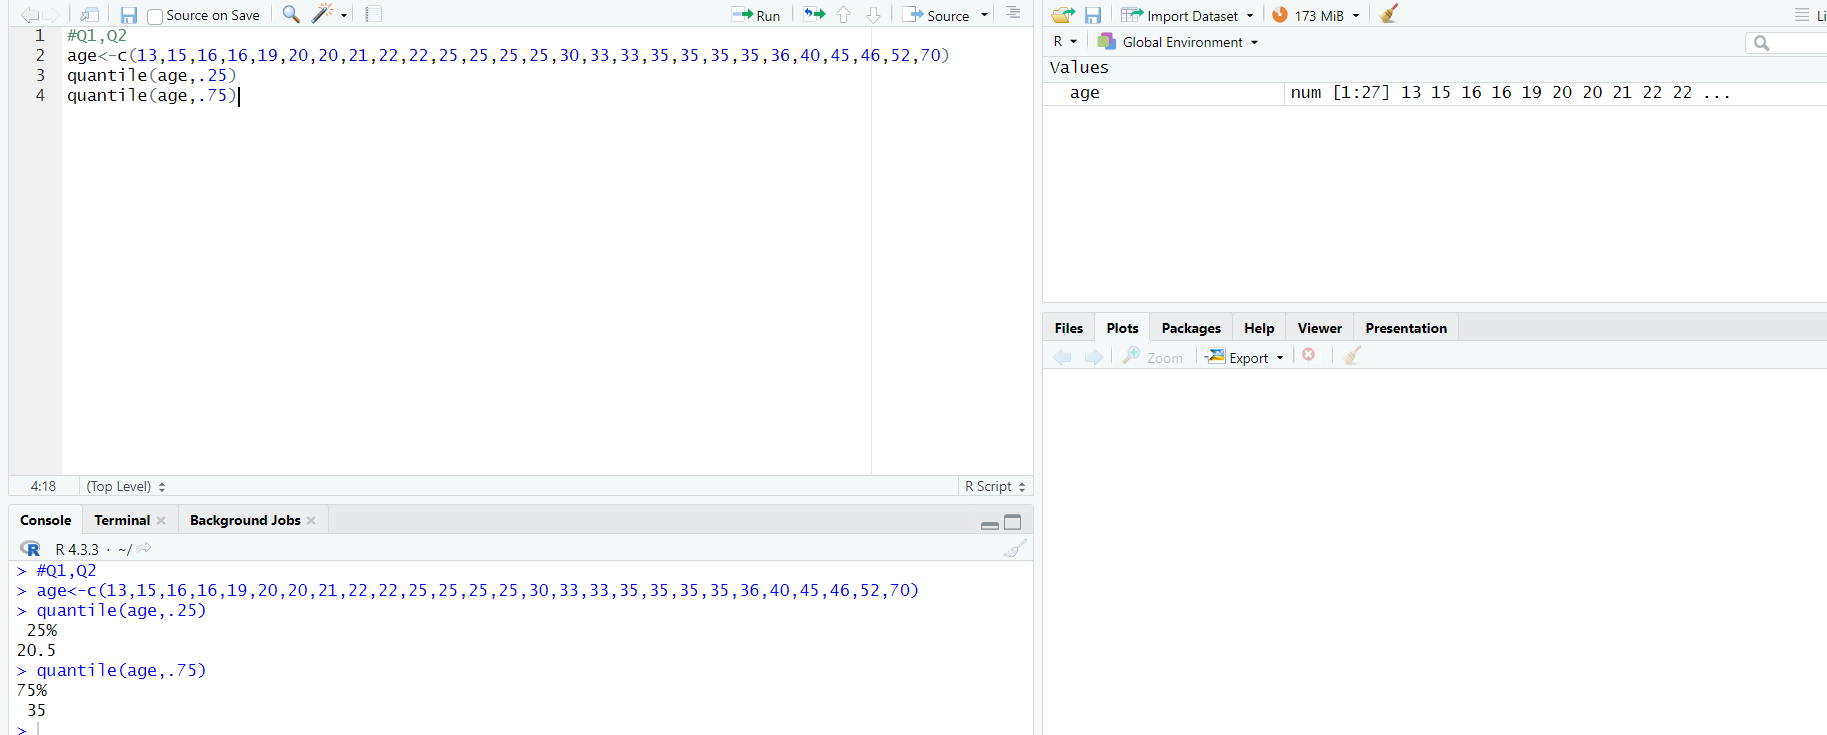 Source on Save
Run
Source
1 #Q1,Q2
2 age<-c(13,15,16,16,19,20,20,21,22,22,25,25,25,25,30,33,33,35,35,35,35,36,40,45,46,52,70)
3 quantile(age,.25)
4 quantile(age,.75)
4:18 (Top Level) R Script
Console Terminal Background Jobs
R R 4.3.3 · ~/
> #Q1,Q2
> age<-c(13,15,16,16,19,20,20,21,22,22,25,25,25,25,30,33,33,35,35,35,35,36,40,45,46,52,70)
> quantile(age,.25)
25%
20.5
> quantile(age,.75)
75%
35
>
Import Dataset 173 MiB Li
R Global Environment
Values
age num [1:27] 13 15 16 16 19 20 20 21 22 22 ...
Files Plots Packages Help Viewer Presentation
Zoom Export